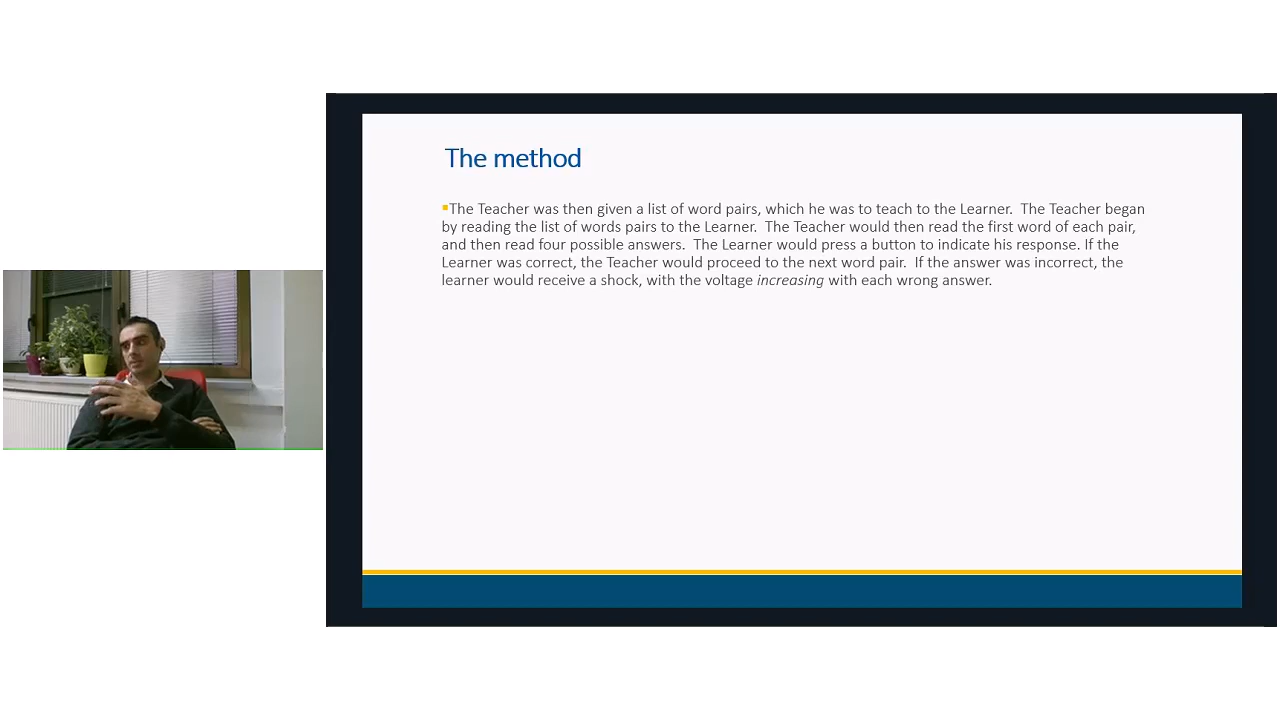 The method
▪The Teacher was then given a list of word pairs, which he was to teach to the Learner.  The Teacher began
by reading the list of words pairs to the Learner.  The Teacher would then read the first word of each pair,
and then read four possible answers.  The Learner would press a button to indicate his response. If the
Learner was correct, the Teacher would proceed to the next word pair.  If the answer was incorrect, the
learner would receive a shock, with the voltage increasing with each wrong answer.